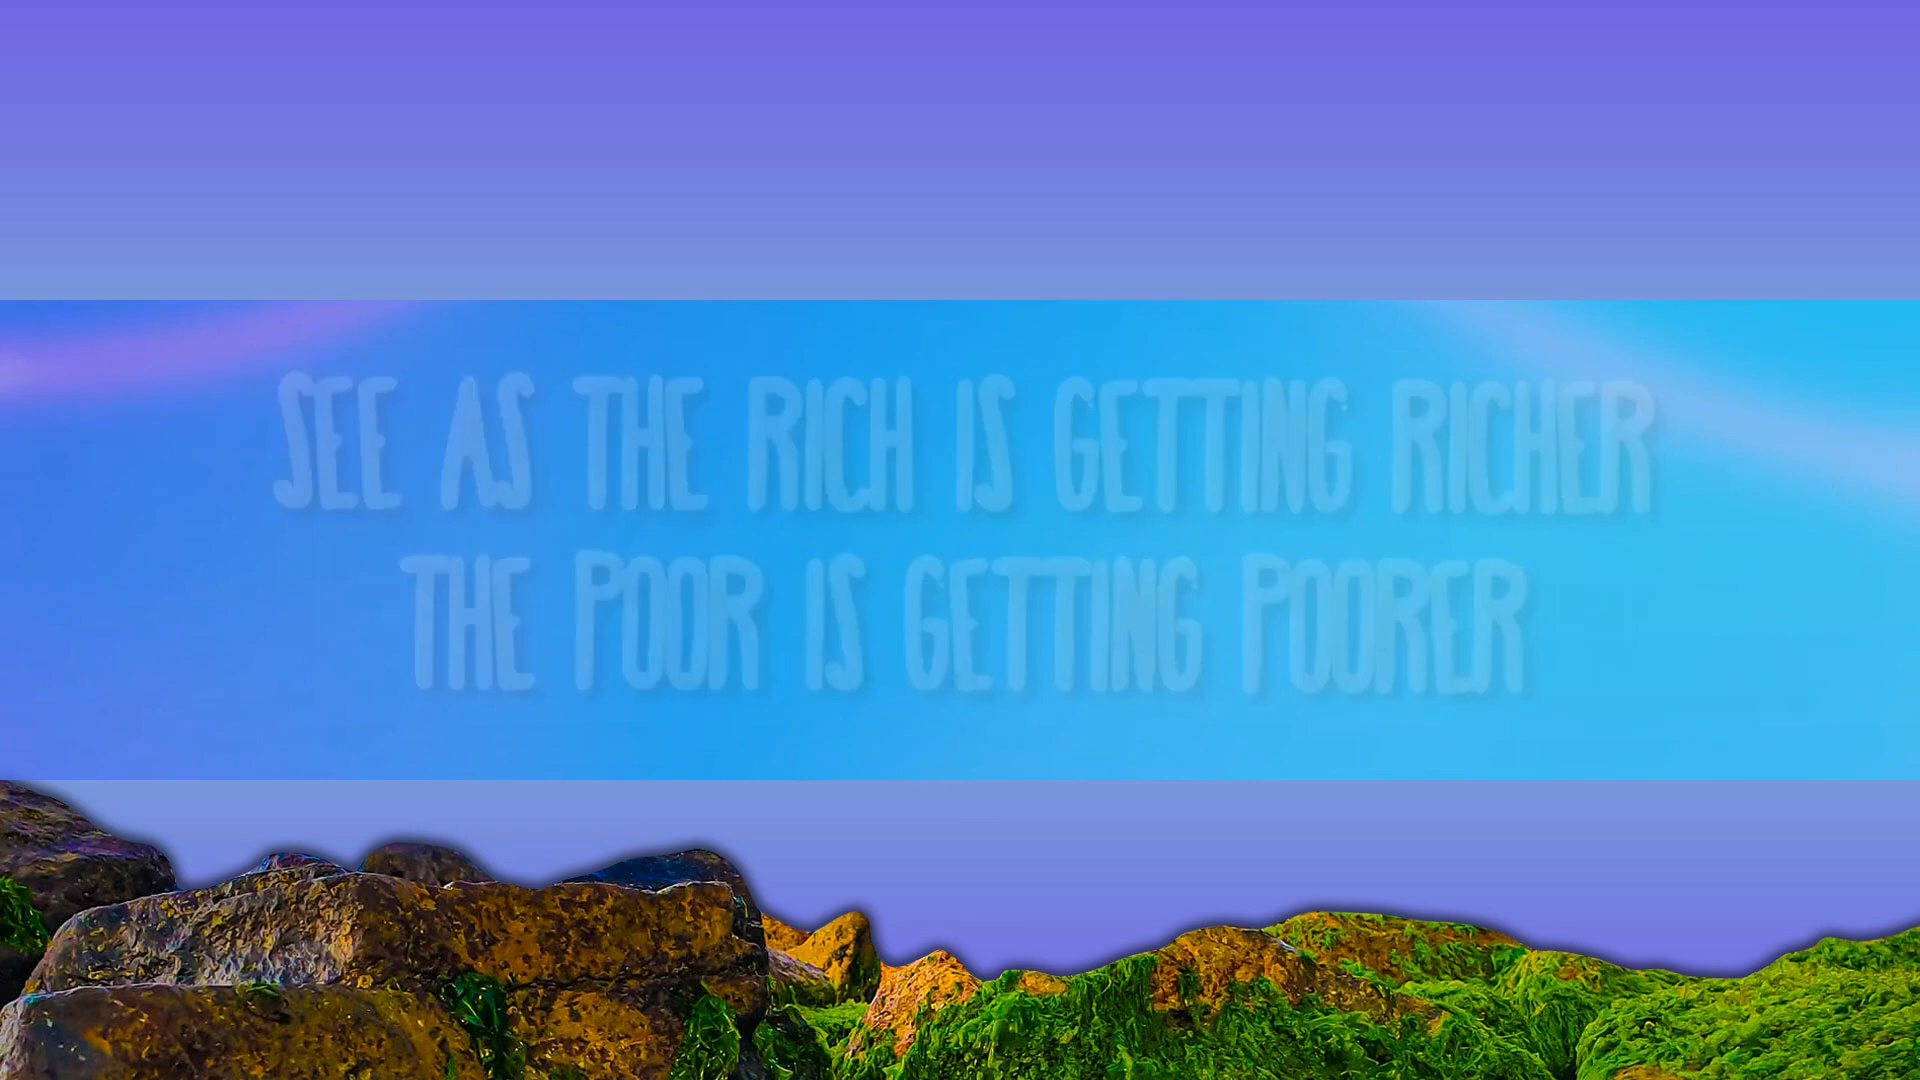 SEE AS THE RICH IS GETTING RICHER
THE POOR IS GETTING POORER